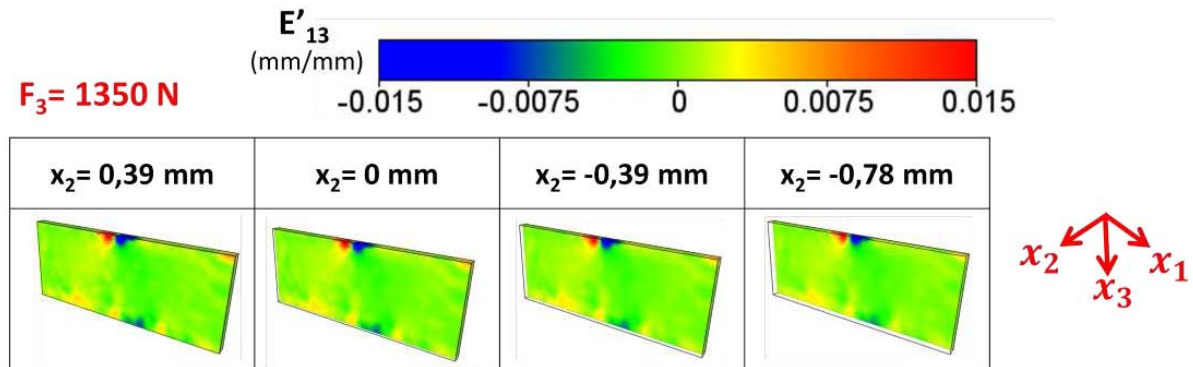 E'₁₃
(mm/mm)
F₃= 1350 N
-0.015 -0.0075 0 0.0075 0.015
x₂= 0,39 mm x₂= 0 mm x₂= -0,39 mm x₂= -0,78 mm
x₂ x₃ x₁